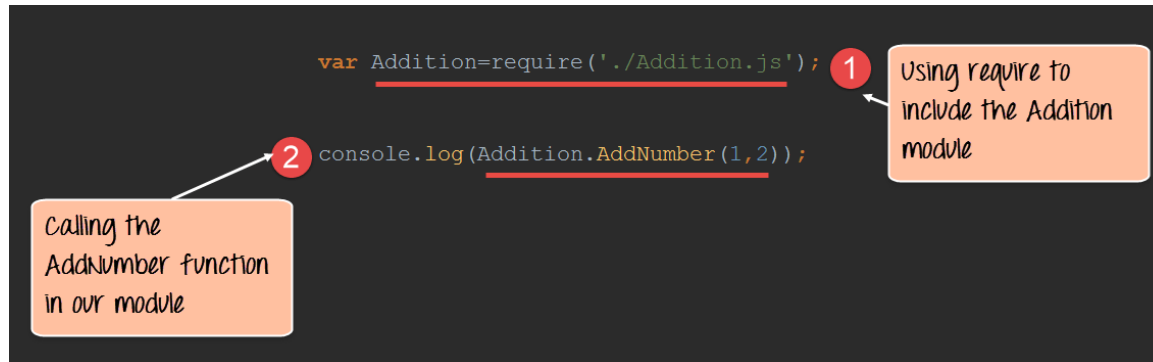 var Addition=require('./Addition.js');
1
Using require to
include the Addition
module
2
console.log(Addition.AddNumber(1,2));
Calling the
AddNumber function
in our module